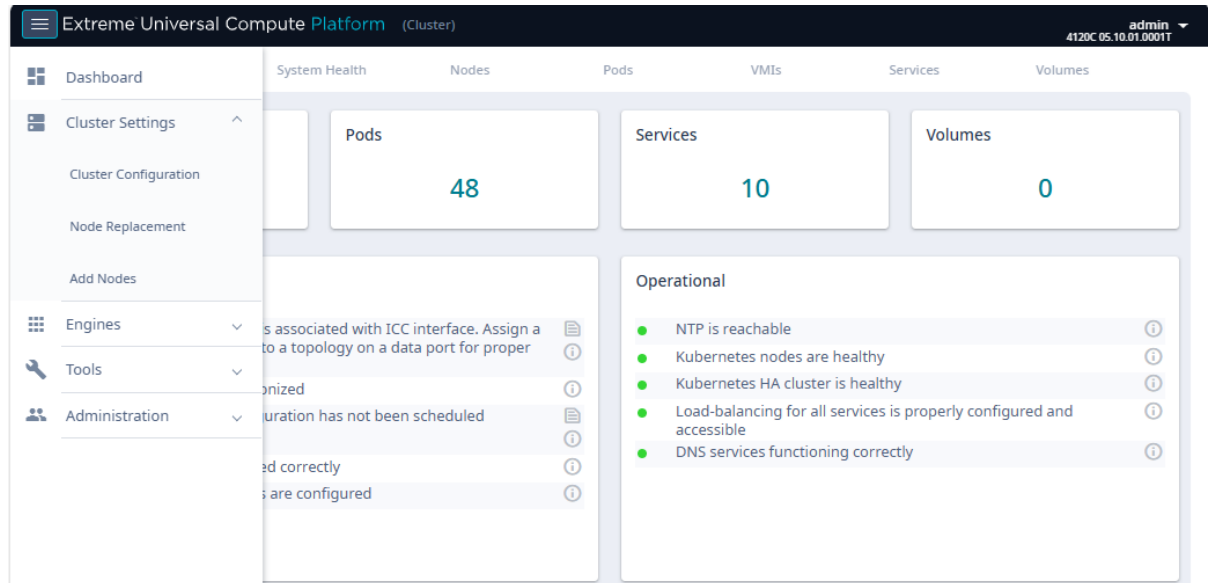 Extreme Universal Compute Platform (Cluster)
admin
4120C 05.10.01.0001T
Dashboard
Cluster Settings
Cluster Configuration
Node Replacement
Add Nodes
Engines
Tools
Administration
System Health Nodes Pods VMIs Services Volumes
Pods
48
Services
10
Volumes
0
s associated with ICC interface. Assign a
to a topology on a data port for proper
onized
uration has not been scheduled
ed correctly
s are configured
Operational
NTP is reachable
Kubernetes nodes are healthy
Kubernetes HA cluster is healthy
Load-balancing for all services is properly configured and
accessible
DNS services functioning correctly